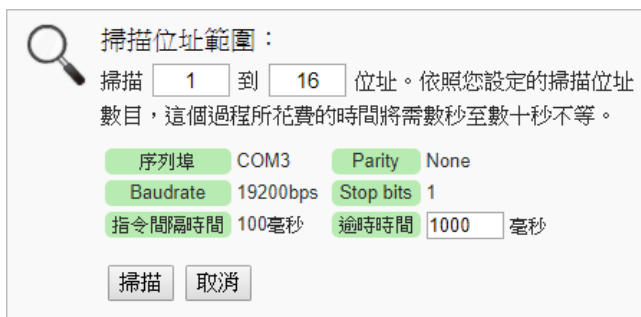 掃描位址範圍：
掃描 1 到 16 位址。依照您設定的掃描位址
數目，這個過程所花費的時間將需數秒至數十秒不等。
序列埠 COM3 Parity None
Baudrate 19200bps Stop bits 1
指令間隔時間 100毫秒 逾時時間 1000 毫秒
掃描 取消